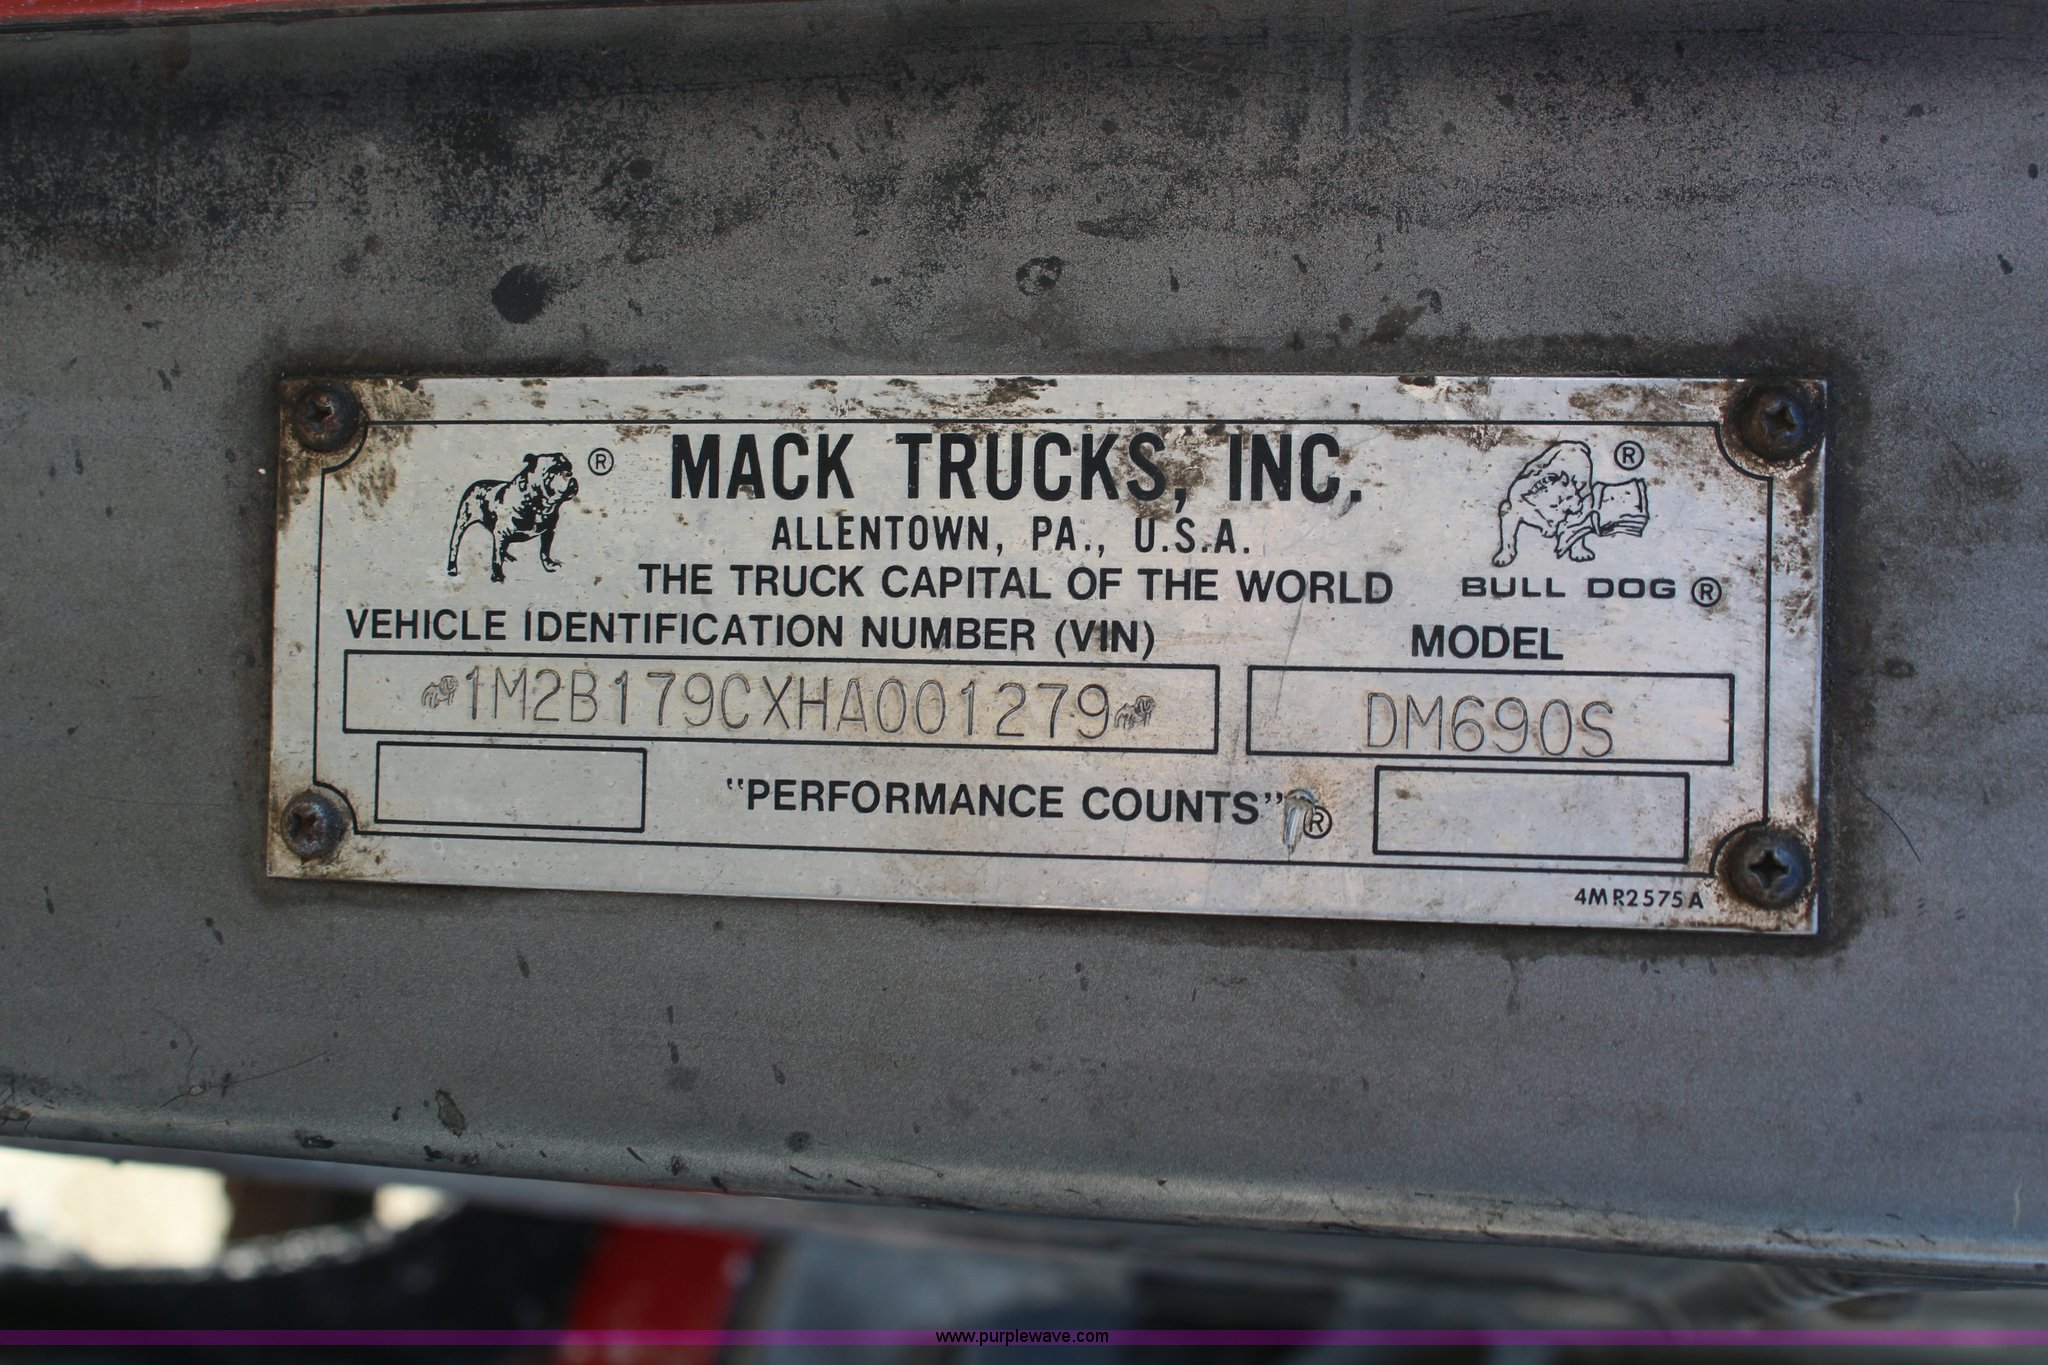 MACK TRUCKS, INC.
ALLENTOWN, PA., U.S.A.
THE TRUCK CAPITAL OF THE WORLD
BULL DOG ®
®
®
VEHICLE IDENTIFICATION NUMBER (VIN)
MODEL
1M2B179CXHA001279
DM690S
"PERFORMANCE COUNTS" ®
4MR2575A
www.purplewave.com